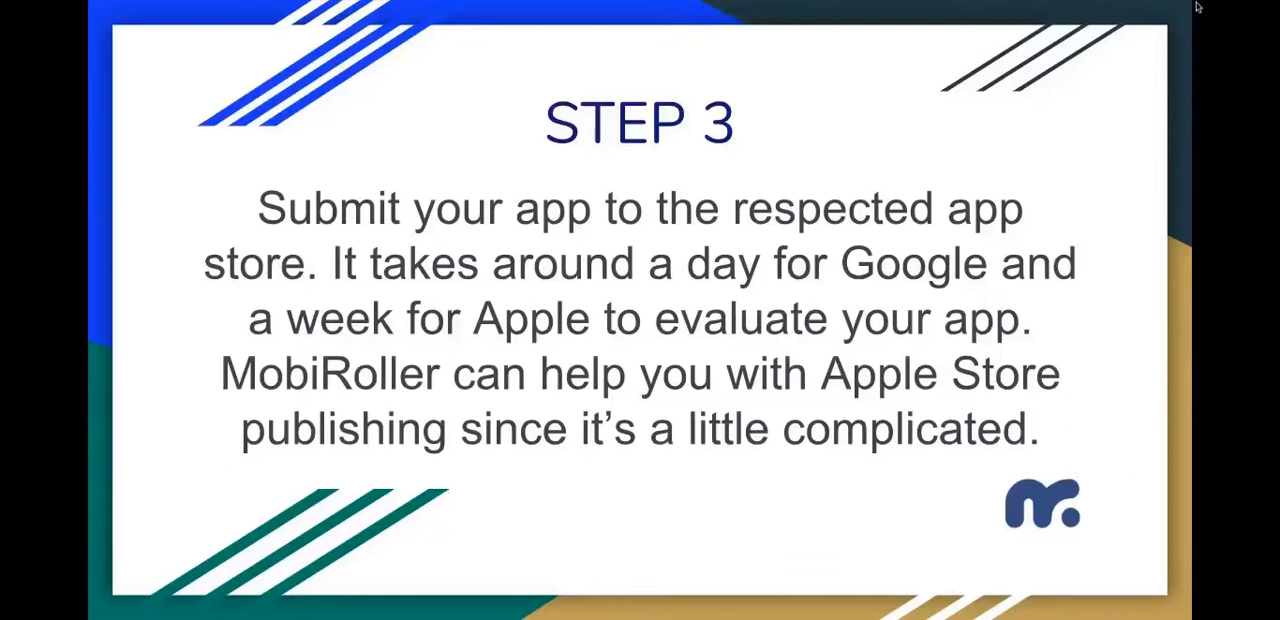 STEP 3
Submit your app to the respected app
store. It takes around a day for Google and
a week for Apple to evaluate your app.
MobiRoller can help you with Apple Store
publishing since it’s a little complicated.